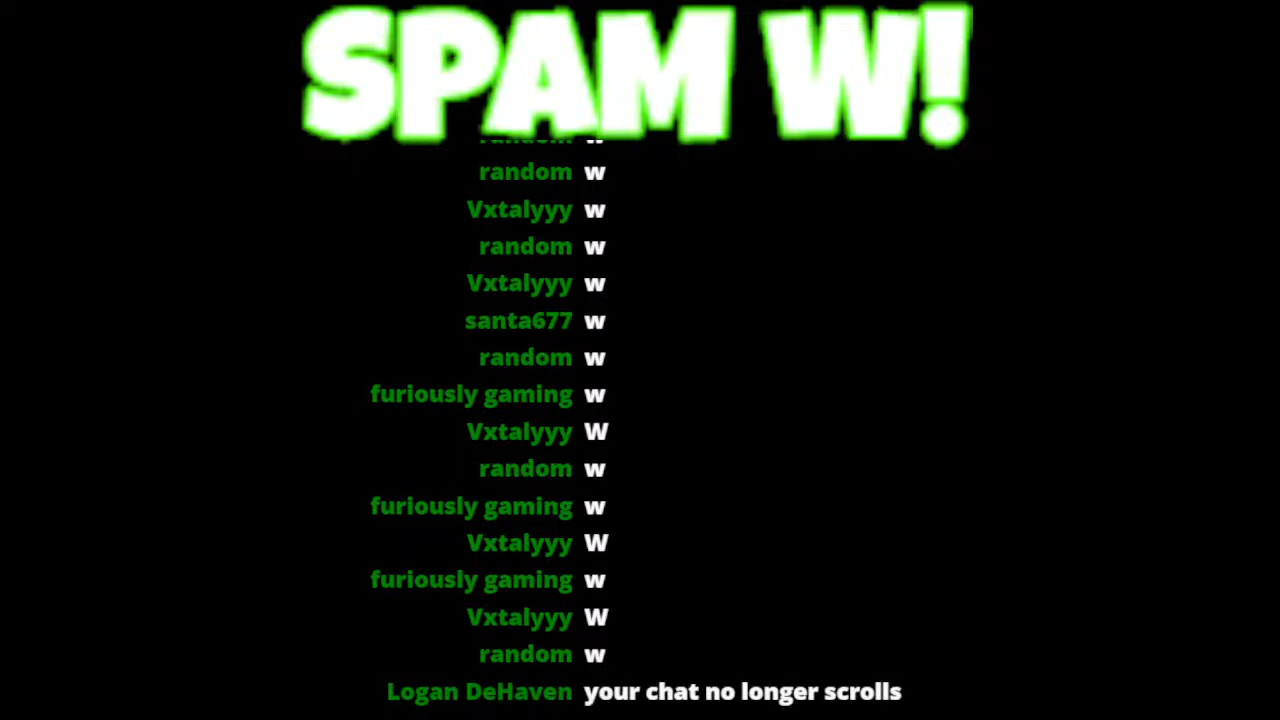 SPAM W!
random w
random w
Vxtalyyy w
random w
Vxtalyyy w
santa677 w
random w
furiously gaming w
Vxtalyyy W
random w
furiously gaming w
Vxtalyyy W
furiously gaming w
Vxtalyyy W
random w
Logan DeHaven your chat no longer scrolls